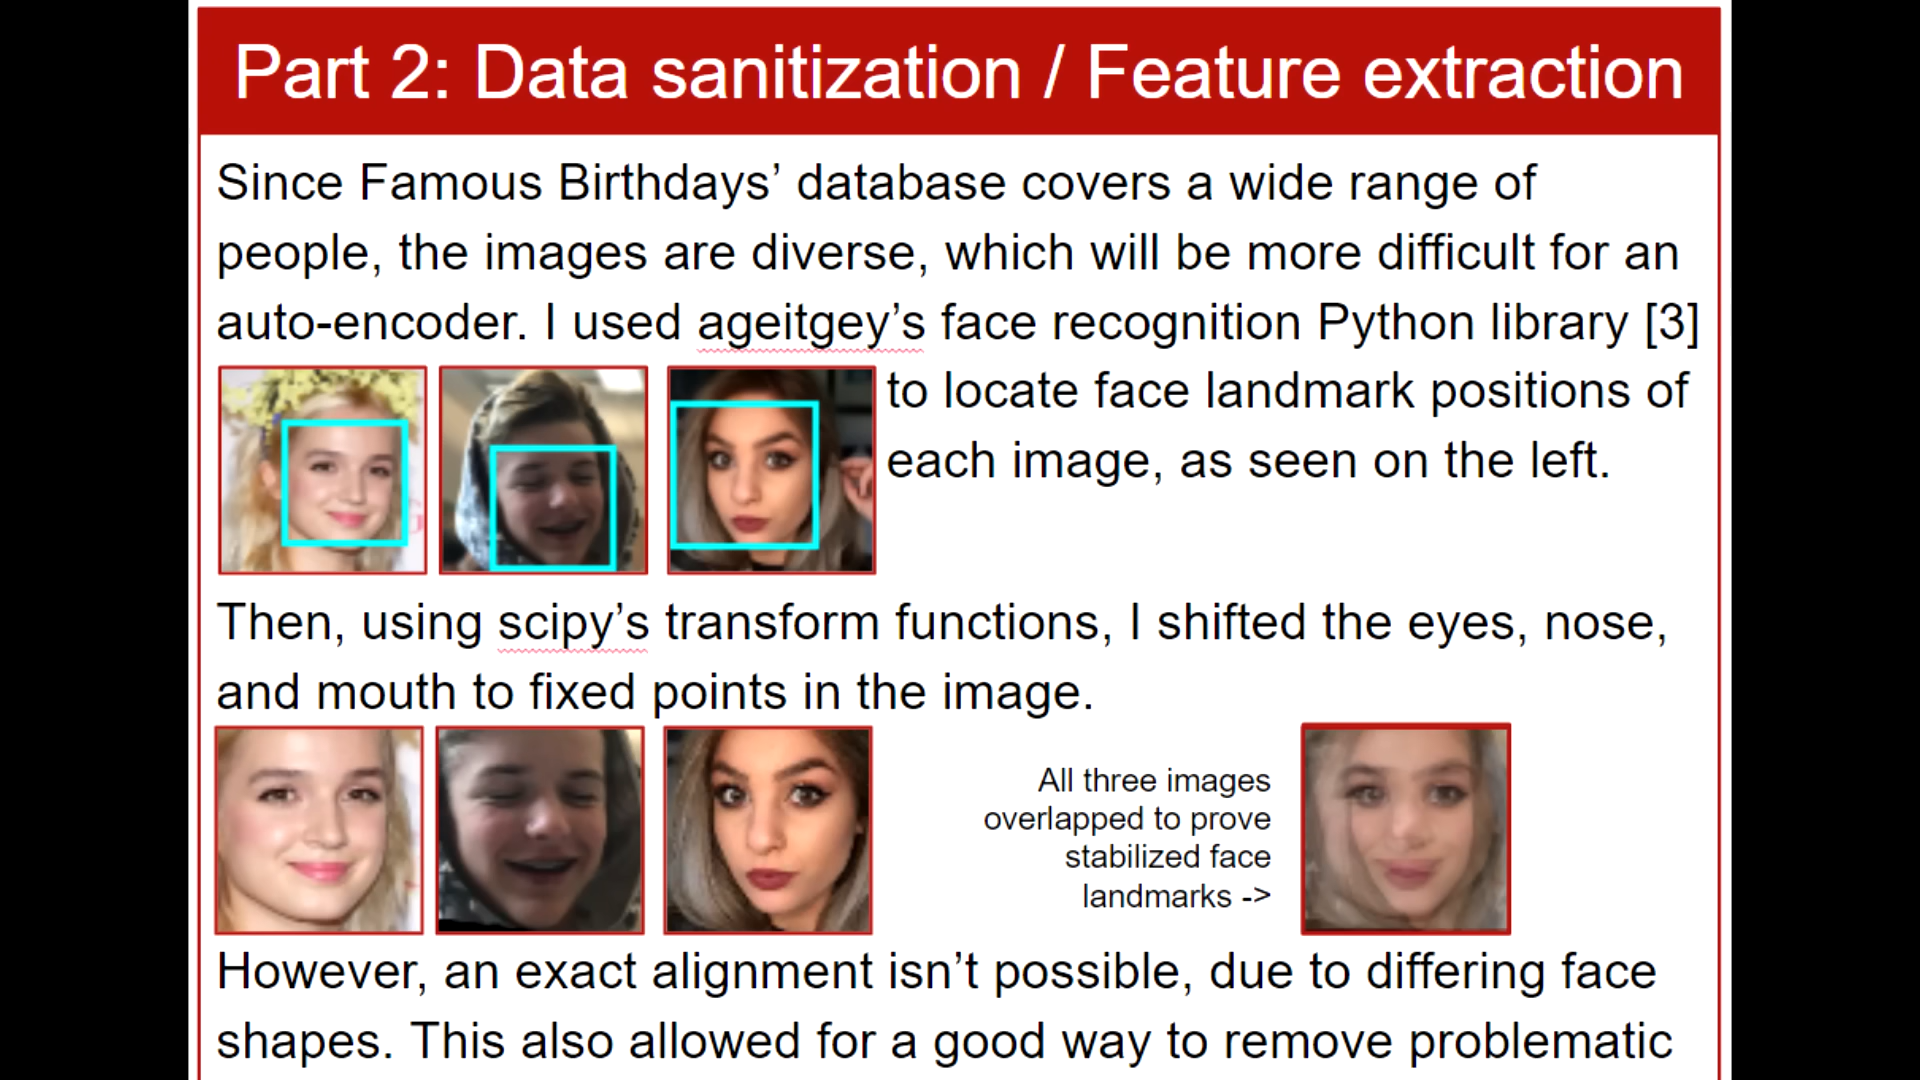 Part 2: Data sanitization / Feature extraction
Since Famous Birthdays’ database covers a wide range of
people, the images are diverse, which will be more difficult for an
auto-encoder. I used ageitgey’s face recognition Python library [3]
to locate face landmark positions of
each image, as seen on the left.
Then, using scipy’s transform functions, I shifted the eyes, nose,
and mouth to fixed points in the image.
All three images
overlapped to prove
stabilized face
landmarks ->
However, an exact alignment isn’t possible, due to differing face
shapes. This also allowed for a good way to remove problematic